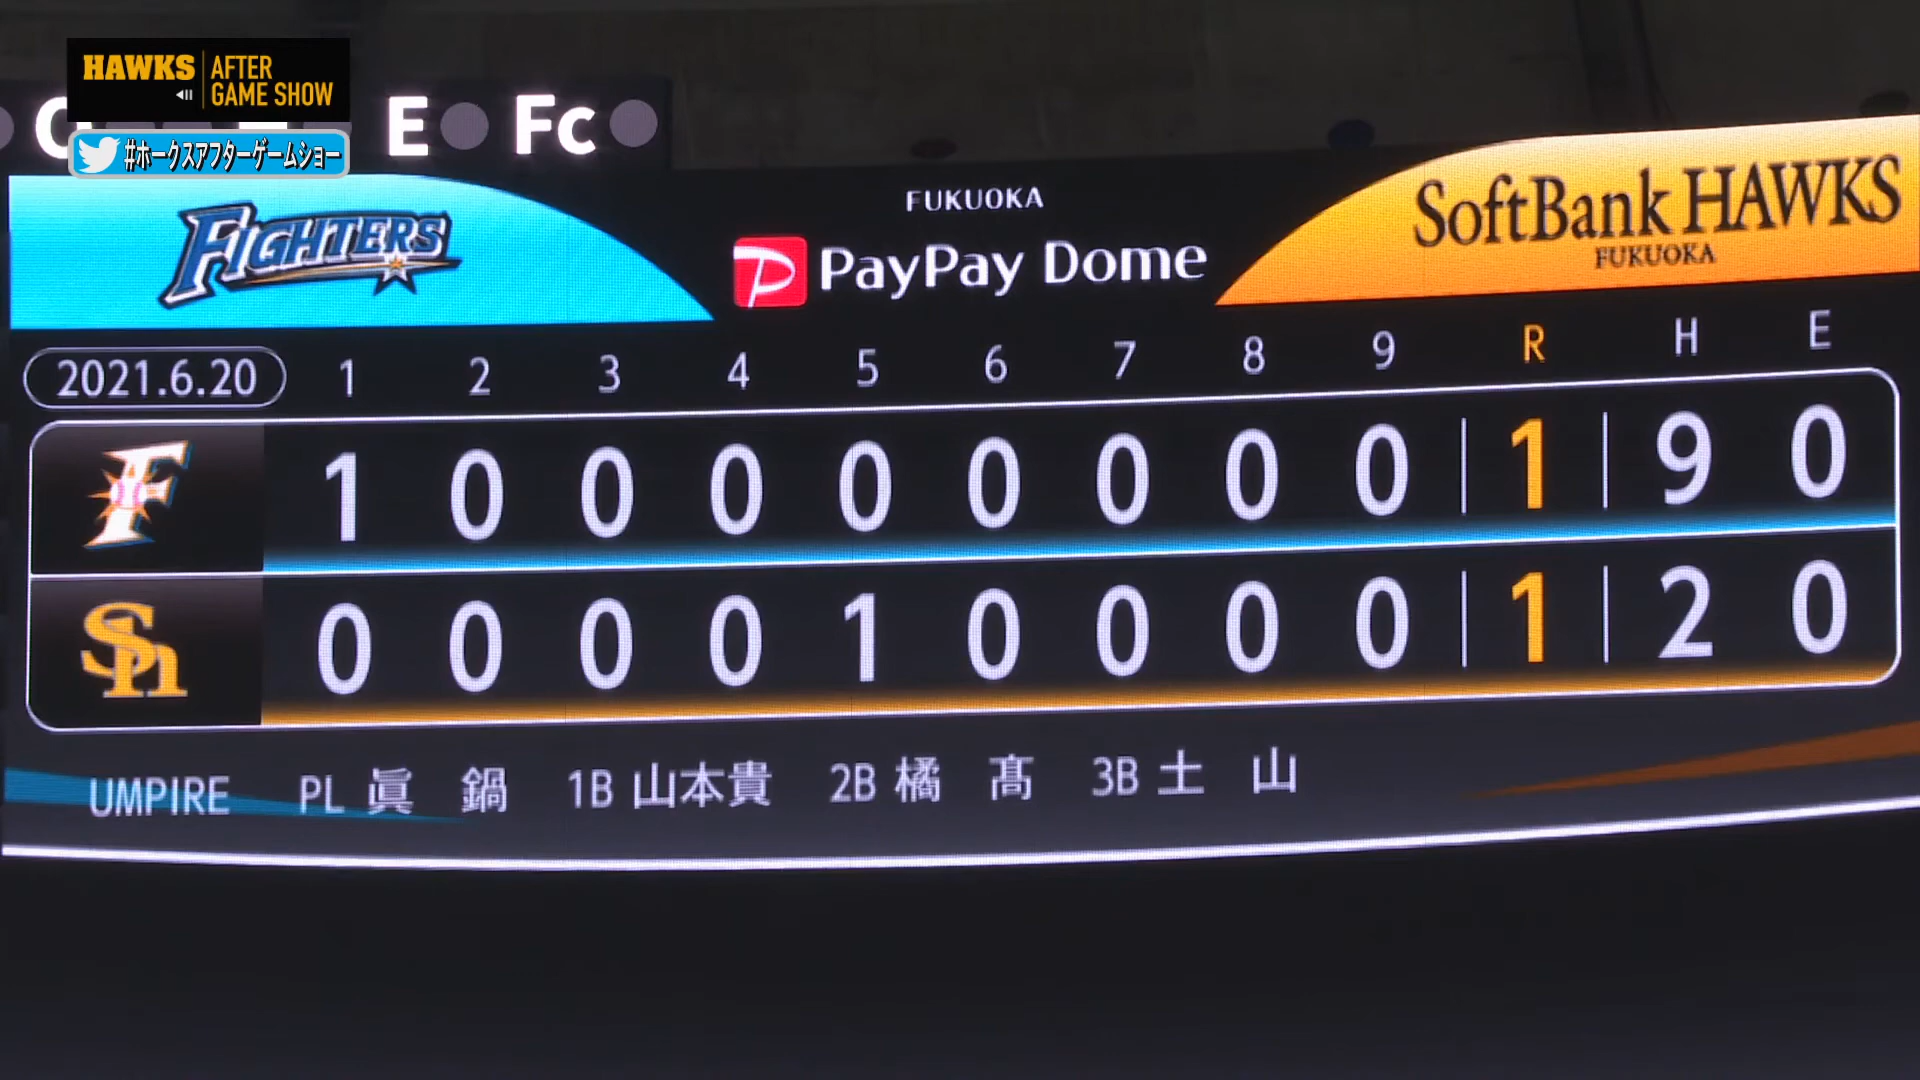 HAWKS AFTER GAME SHOW
#ホークスアフターゲームショー
E Fc
FIGHTERS
FUKUOKA
PayPay Dome
SoftBank HAWKS
FUKUOKA
2021.6.20 1 2 3 4 5 6 7 8 9 R H E
F 1 0 0 0 0 0 0 0 0 1 9 0
Sh 0 0 0 0 1 0 0 0 0 1 2 0
UMPIRE PL 眞 鍋 1B 山本貴 2B 橘 髙 3B 土 山